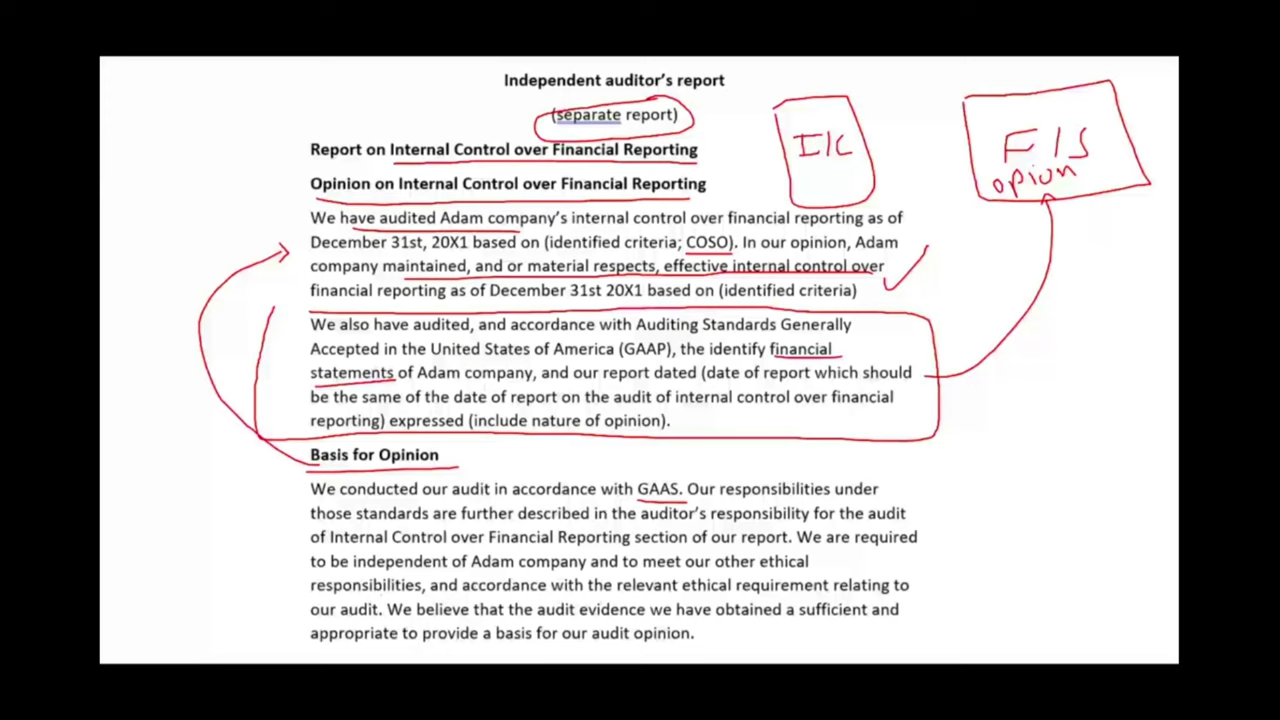 Independent auditor's report
(separate report)
Report on Internal Control over Financial Reporting
Opinion on Internal Control over Financial Reporting
We have audited Adam company's internal control over financial reporting as of
December 31st, 20X1 based on (identified criteria; COSO). In our opinion, Adam
company maintained, and or material respects, effective internal control over
financial reporting as of December 31st 20X1 based on (identified criteria)
We also have audited, and accordance with Auditing Standards Generally
Accepted in the United States of America (GAAP), the identify financial
statements of Adam company, and our report dated (date of report which should
be the same of the date of report on the audit of internal control over financial
reporting) expressed (include nature of opinion).
Basis for Opinion
We conducted our audit in accordance with GAAS. Our responsibilities under
those standards are further described in the auditor's responsibility for the audit
of Internal Control over Financial Reporting section of our report. We are required
to be independent of Adam company and to meet our other ethical
responsibilities, and accordance with the relevant ethical requirement relating to
our audit. We believe that the audit evidence we have obtained a sufficient and
appropriate to provide a basis for our audit opinion.
I/C
F/S
opiun